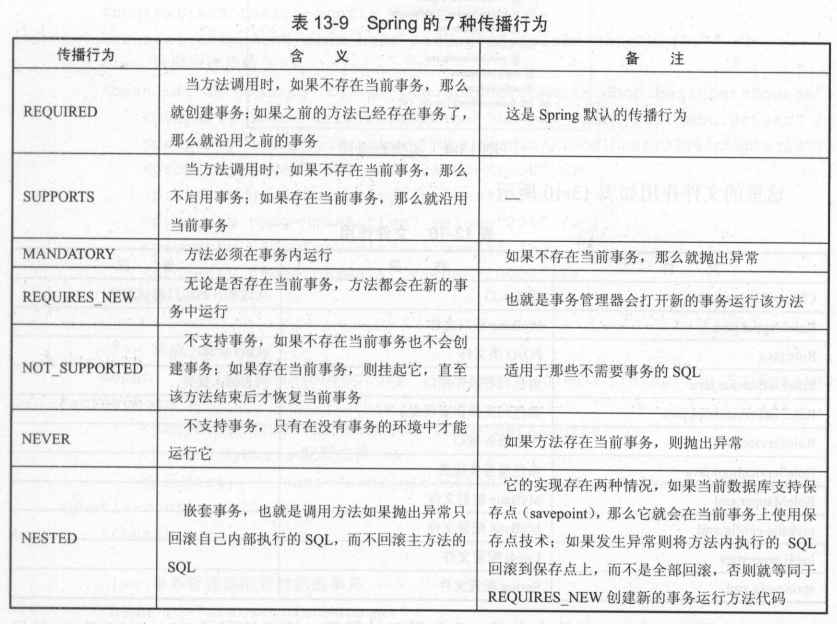 表 13-9 Spring 的 7 种传播行为
传播行为
含 义
备 注
REQUIRED
当方法调用时，如果不存在当前事务，那么
就创建事务；如果之前的方法已经存在事务了，
那么就沿用之前的事务
这是 Spring 默认的传播行为
SUPPORTS
当方法调用时，如果不存在当前事务，那么
不启用事务；如果存在当前事务，那么就沿用
当前事务
MANDATORY
方法必须在事务内运行
如果不存在当前事务，那么就抛出异常
REQUIRES_NEW
无论是否存在当前事务，方法都会在新的事
务中运行
也就是事务管理器会打开新的事务运行该方法
NOT_SUPPORTED
不支持事务，如果不存在当前事务也不会创
建事务；如果存在当前事务，则挂起它，直至
该方法结束后才恢复当前事务
适用于那些不需要事务的 SQL
NEVER
不支持事务，只有在没有事务的环境中才能
运行它
如果方法存在当前事务，则抛出异常
NESTED
嵌套事务，也就是调用方法如果抛出异常只
回滚自己内部执行的 SQL，而不回滚主方法的
SQL
它的实现存在两种情况，如果当前数据库支持保
存点（savepoint），那么它就会在当前事务上使用保
存点技术；如果发生异常则将方法内执行的 SQL
回滚到保存点上，而不是全部回滚，否则就等同于
REQUIRES_NEW 创建新的事务运行方法代码